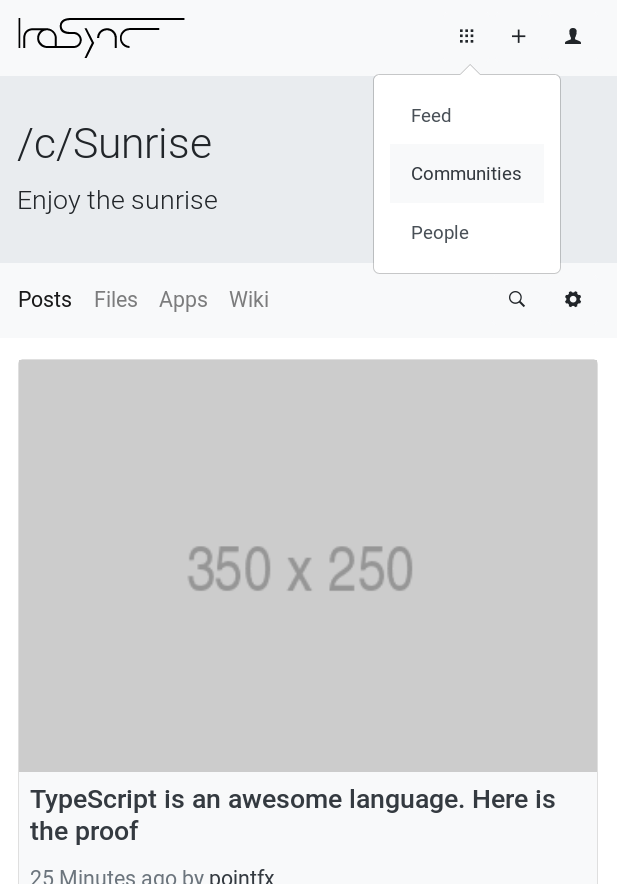 IraSync
/c/Sunrise
Enjoy the sunrise
Feed
Communities
People
Posts Files Apps Wiki
350 x 250
TypeScript is an awesome language. Here is
the proof
25 Minutes ago by pointfx